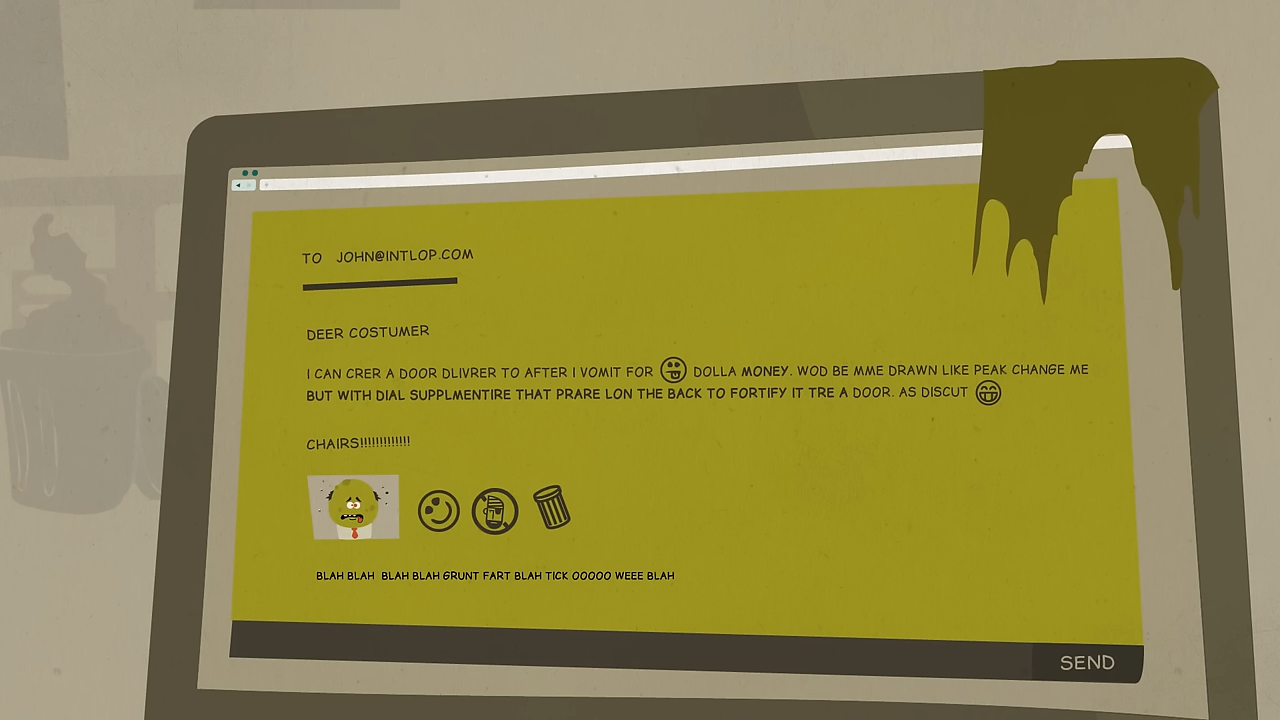 TO JOHN@INTLOP.COM
DEER COSTUMER
I CAN CRER A DOOR DLIVRER TO AFTER I VOMIT FOR DOLLA MONEY. WOD BE MME DRAWN LIKE PEAK CHANGE ME
BUT WITH DIAL SUPPLMENTIRE THAT PRARE LON THE BACK TO FORTIFY IT TRE A DOOR. AS DISCUT
CHAIRS!!!!!!!!!!!!!
BLAH BLAH BLAH BLAH GRUNT FART BLAH TICK OOOOO WEEE BLAH
SEND